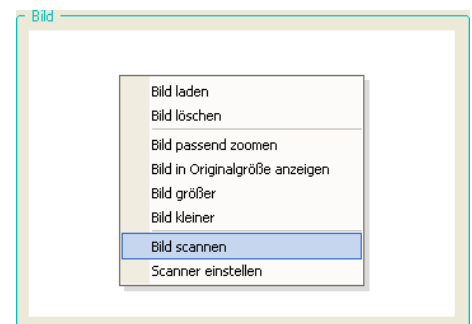 Bild
Bild laden
Bild löschen
Bild passend zoomen
Bild in Originalgröße anzeigen
Bild größer
Bild kleiner
Bild scannen
Scanner einstellen